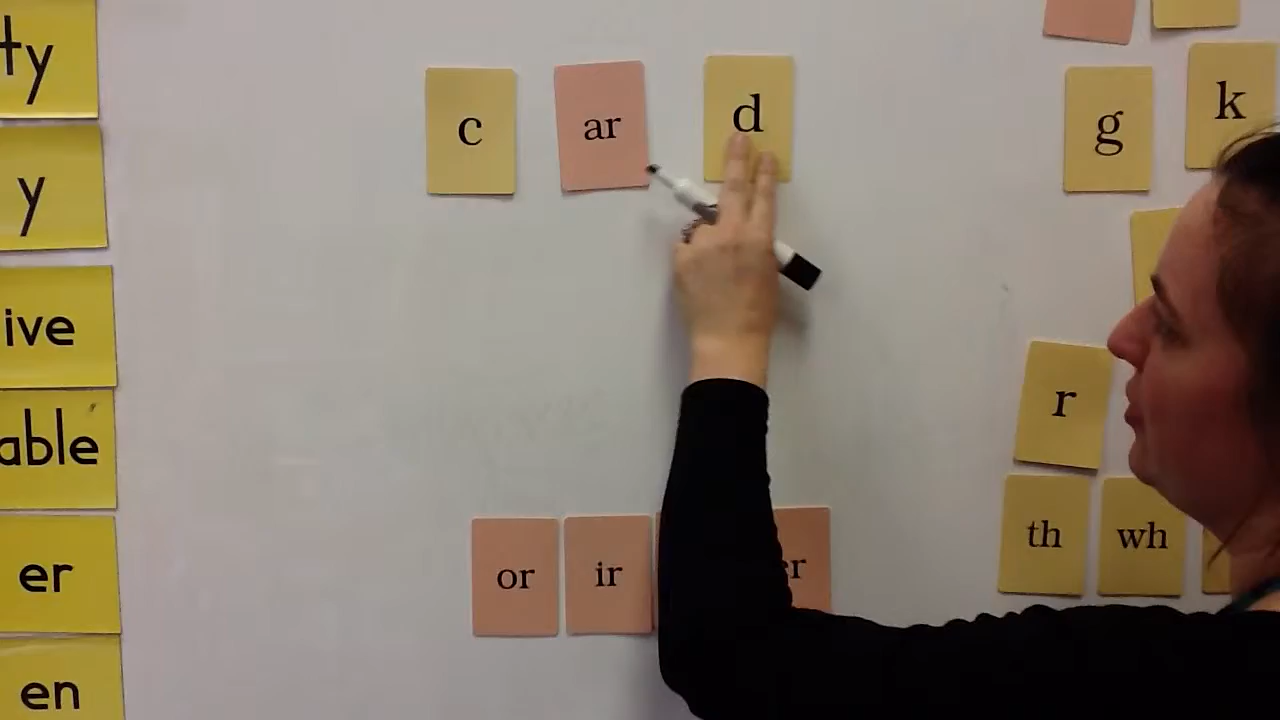 ty
y
ive
able
er
en
c ar d
g k
r
th wh
or ir